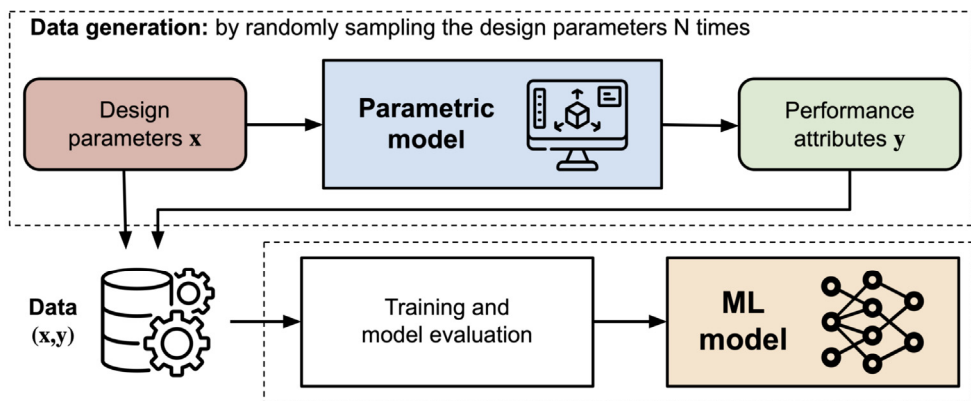 Data generation: by randomly sampling the design parameters N times
Design
parameters x
Parametric
model
Performance
attributes y
Data
(x,y)
Training and
model evaluation
ML
model